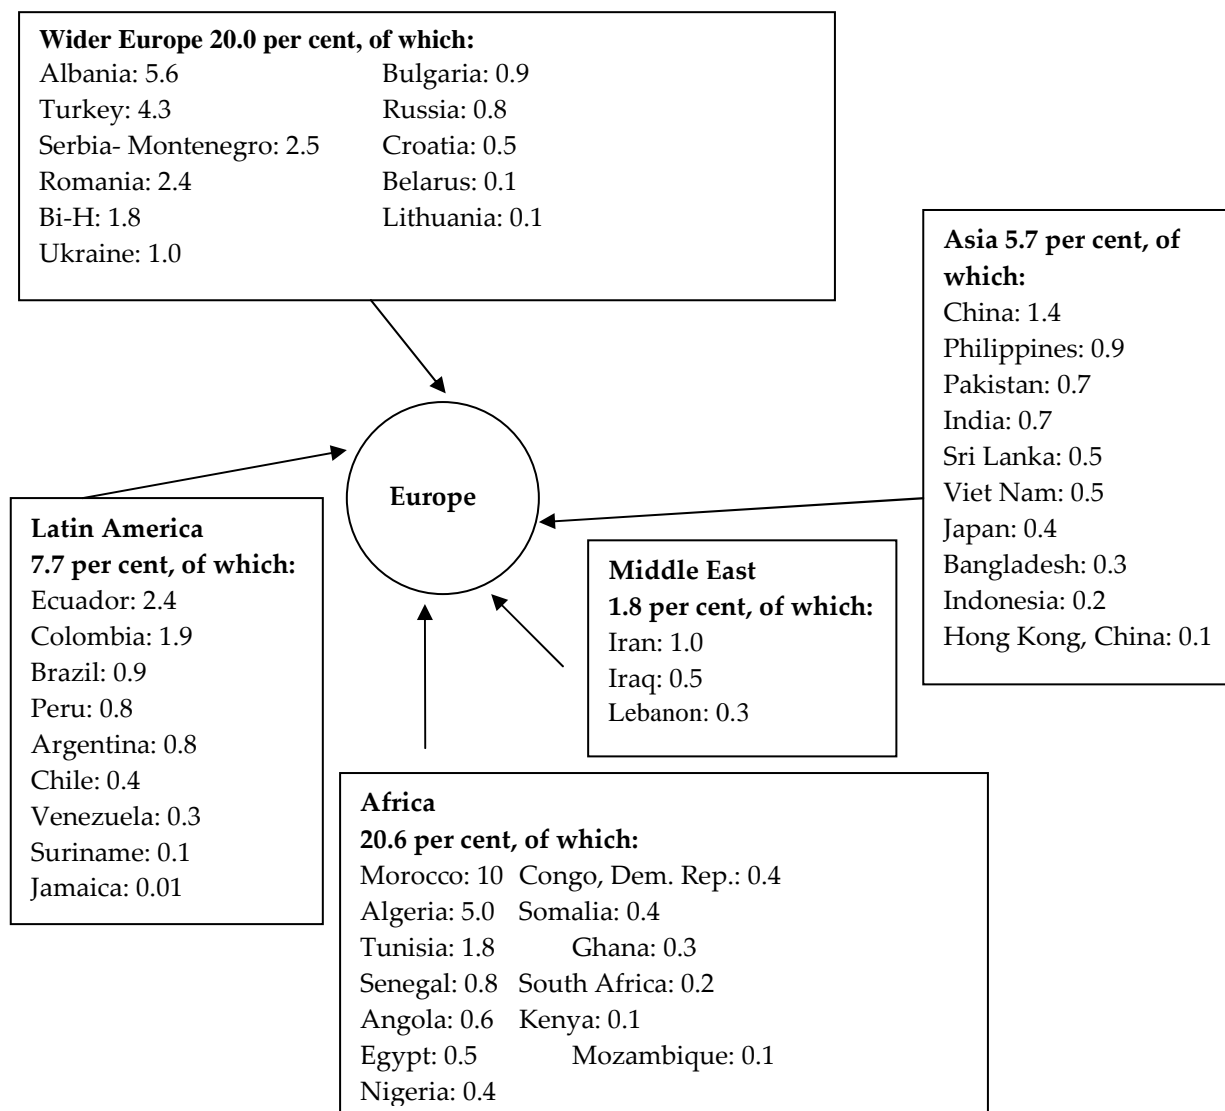 Wider Europe 20.0 per cent, of which:
Albania: 5.6 Bulgaria: 0.9
Turkey: 4.3 Russia: 0.8
Serbia- Montenegro: 2.5 Croatia: 0.5
Romania: 2.4 Belarus: 0.1
Bi-H: 1.8 Lithuania: 0.1
Ukraine: 1.0
Asia 5.7 per cent, of
which:
China: 1.4
Philippines: 0.9
Pakistan: 0.7
India: 0.7
Sri Lanka: 0.5
Viet Nam: 0.5
Japan: 0.4
Bangladesh: 0.3
Indonesia: 0.2
Hong Kong, China: 0.1
Europe
Latin America
7.7 per cent, of which:
Ecuador: 2.4
Colombia: 1.9
Brazil: 0.9
Peru: 0.8
Argentina: 0.8
Chile: 0.4
Venezuela: 0.3
Suriname: 0.1
Jamaica: 0.01
Middle East
1.8 per cent, of which:
Iran: 1.0
Iraq: 0.5
Lebanon: 0.3
Africa
20.6 per cent, of which:
Morocco: 10 Congo, Dem. Rep.: 0.4
Algeria: 5.0 Somalia: 0.4
Tunisia: 1.8 Ghana: 0.3
Senegal: 0.8 South Africa: 0.2
Angola: 0.6 Kenya: 0.1
Egypt: 0.5 Mozambique: 0.1
Nigeria: 0.4